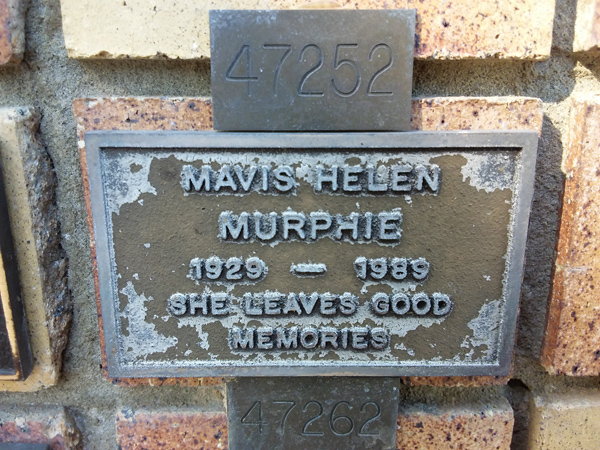 47252
MAVIS HELEN
MURPHIE
1929 — 1989
SHE LEAVES GOOD
MEMORIES
47262